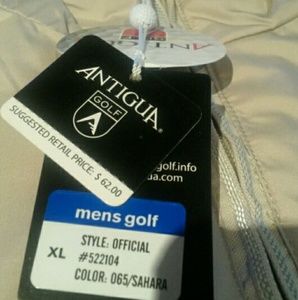 ANTIGUA
ANTIGUA
GOLF
SUGGESTED RETAIL PRICE: $ 62.00
golf.info
ua.com
mens golf
XL
STYLE: OFFICIAL
#522104
COLOR: 065/SAHARA